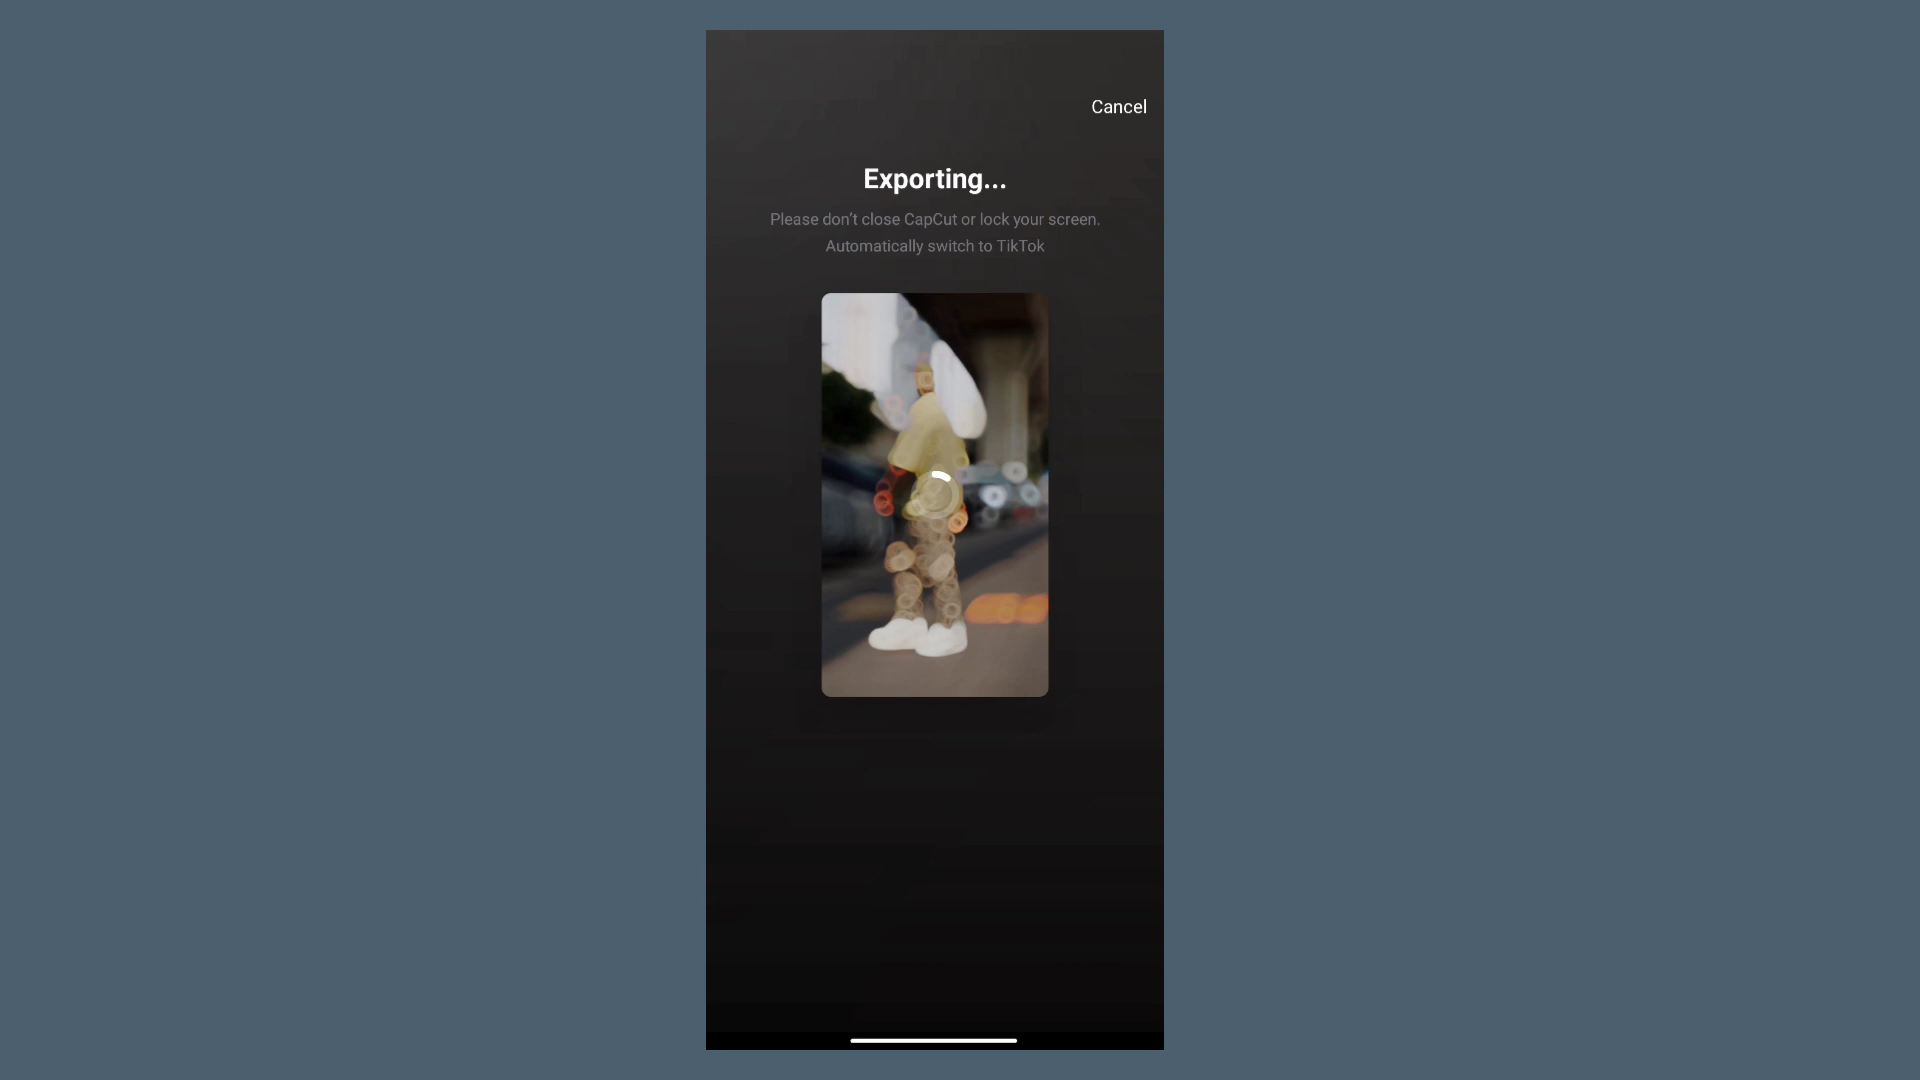 Cancel
Exporting...
Please don’t close CapCut or lock your screen.
Automatically switch to TikTok